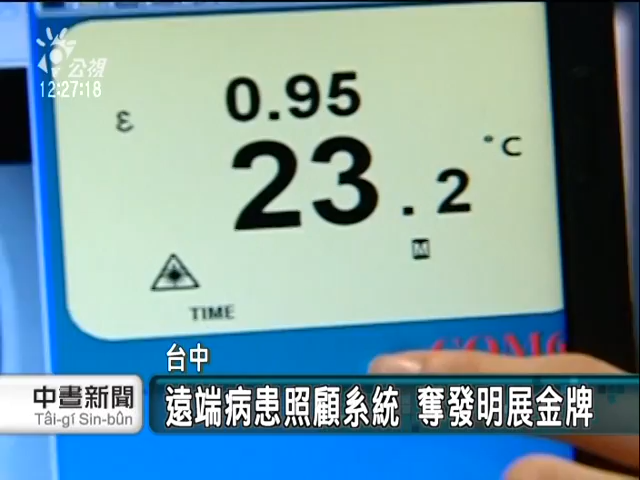 公視
12:27:18
0.95
ε
23.2 °C
M
TIME
COM
台中
中晝新聞
Tâi-gí Sin-bûn
遠端病患照顧系統 奪發明展金牌